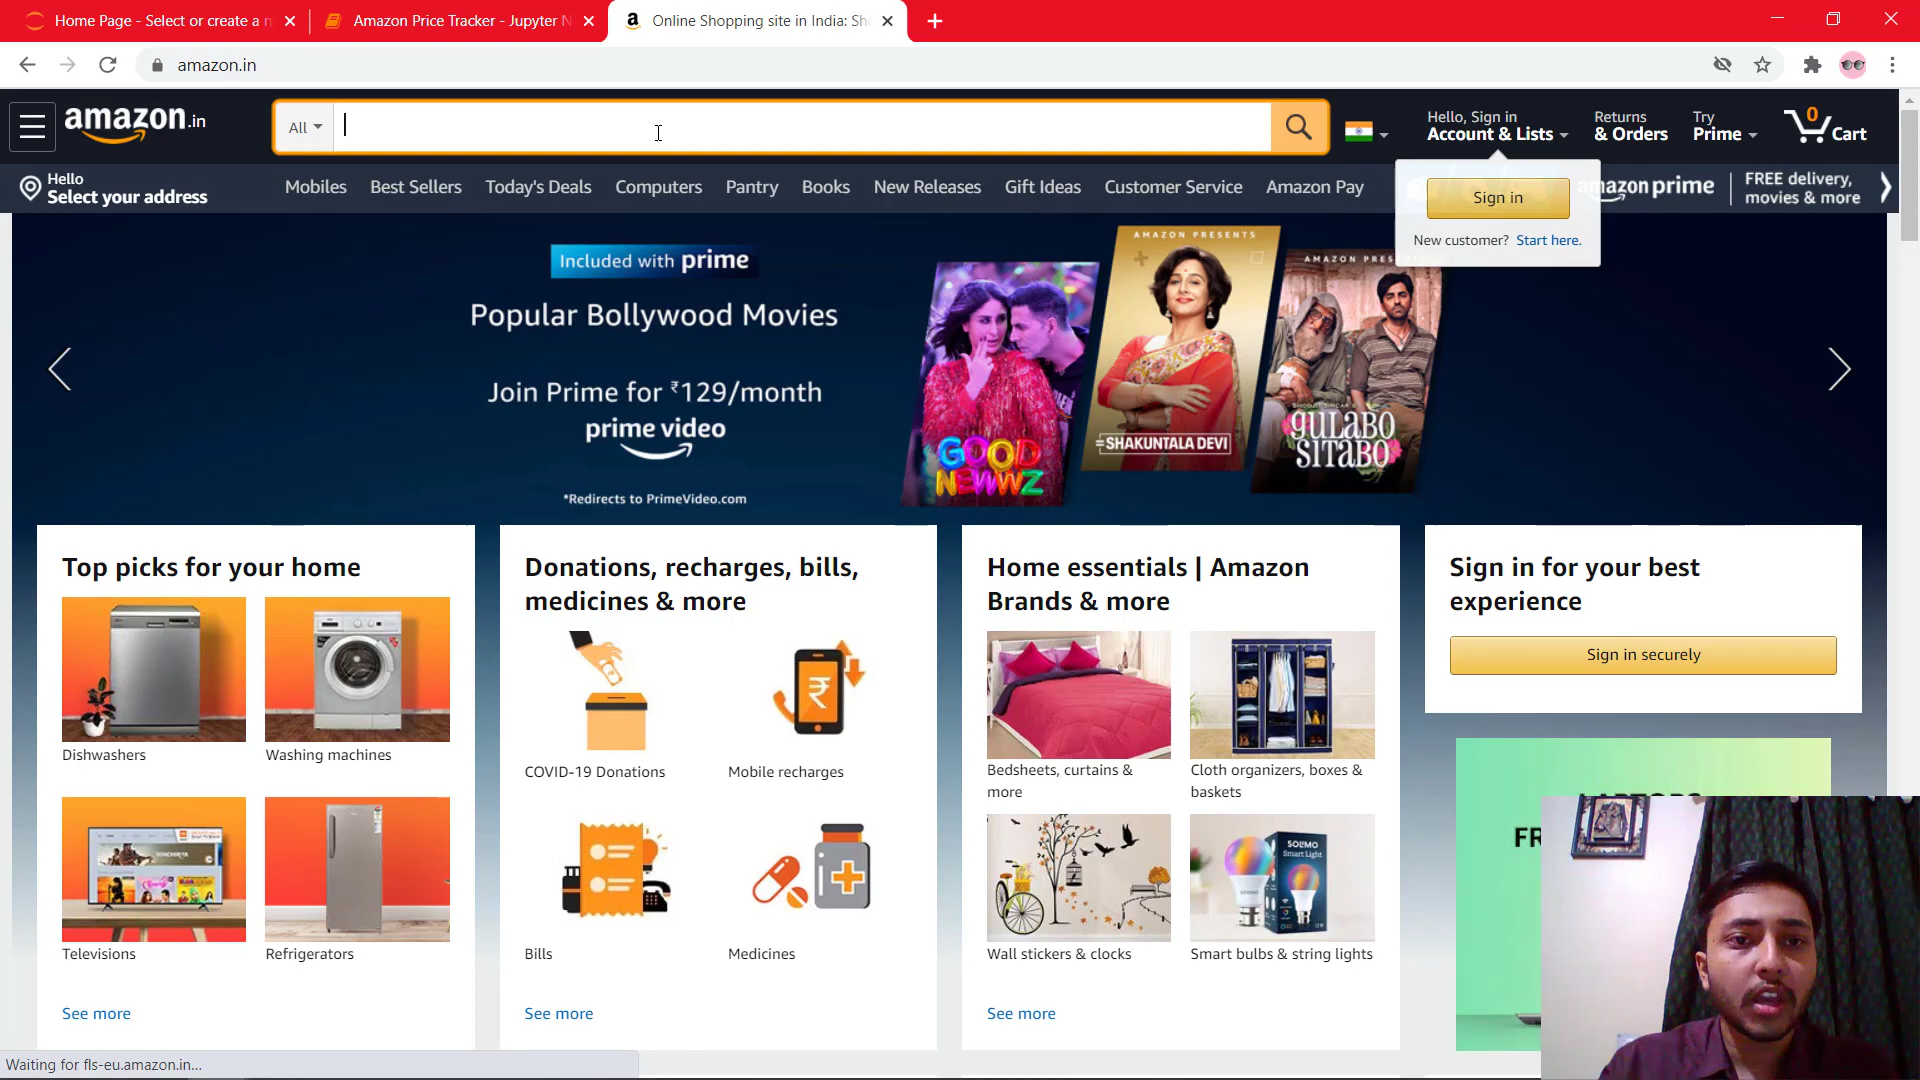 Home Page - Select or create a n
Amazon Price Tracker - Jupyter N
Online Shopping site in India: Sh
amazon.in
amazon.in
All
Hello, Sign in
Account & Lists
Returns
& Orders
Try
Prime
0
Cart
Hello
Select your address
Mobiles
Best Sellers
Today's Deals
Computers
Pantry
Books
New Releases
Gift Ideas
Customer Service
Amazon Pay
amazon prime
FREE delivery,
movies & more
Sign in
New customer? Start here.
Included with prime
Popular Bollywood Movies
Join Prime for ₹129/month
prime video
*Redirects to PrimeVideo.com
GOOD
NEWWZ
AMAZON PRESENTS
SHAKUNTALA DEVI
AMAZON PRES
GULABO
SITABO
Top picks for your home
Dishwashers
Washing machines
Televisions
Refrigerators
See more
Donations, recharges, bills,
medicines & more
COVID-19 Donations
Mobile recharges
Bills
Medicines
See more
Home essentials | Amazon
Brands & more
Bedsheets, curtains &
more
Cloth organizers, boxes &
baskets
SOLIMO
Smart Light
Wall stickers & clocks
Smart bulbs & string lights
See more
Sign in for your best
experience
Sign in securely
FR
Waiting for fls-eu.amazon.in...